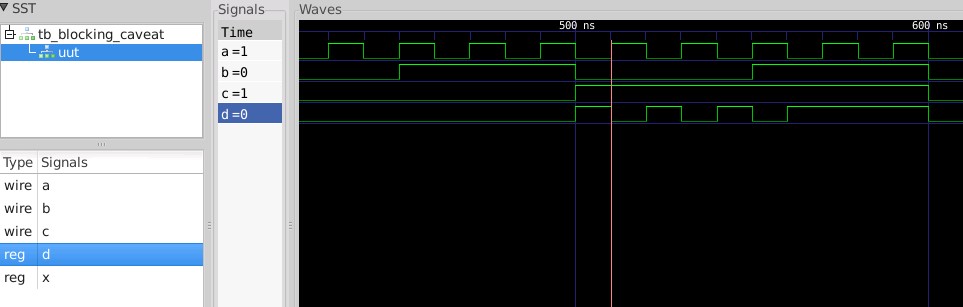 SST
tb_blocking_caveat
uut
Type Signals
wire a
wire b
wire c
reg d
reg x
Signals
Time
a=1
b=0
c=1
d=0
Waves
500 ns 600 ns